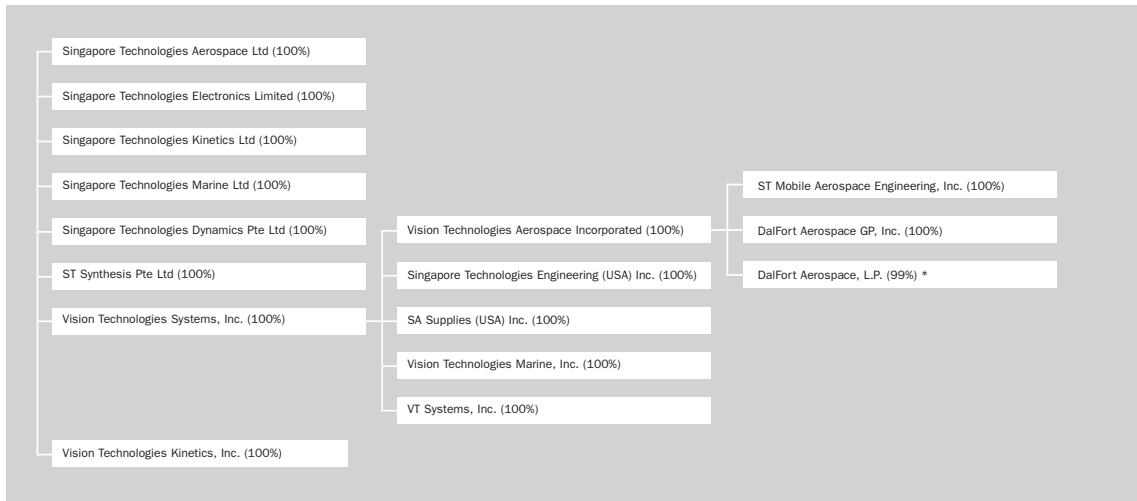 Singapore Technologies Aerospace Ltd (100%)
Singapore Technologies Electronics Limited (100%)
Singapore Technologies Kinetics Ltd (100%)
Singapore Technologies Marine Ltd (100%)
Singapore Technologies Dynamics Pte Ltd (100%)
ST Synthesis Pte Ltd (100%)
Vision Technologies Systems, Inc. (100%)
Vision Technologies Kinetics, Inc. (100%)
Vision Technologies Aerospace Incorporated (100%)
Singapore Technologies Engineering (USA) Inc. (100%)
SA Supplies (USA) Inc. (100%)
Vision Technologies Marine, Inc. (100%)
VT Systems, Inc. (100%)
ST Mobile Aerospace Engineering, Inc. (100%)
DalFort Aerospace GP, Inc. (100%)
DalFort Aerospace, L.P. (99%) *